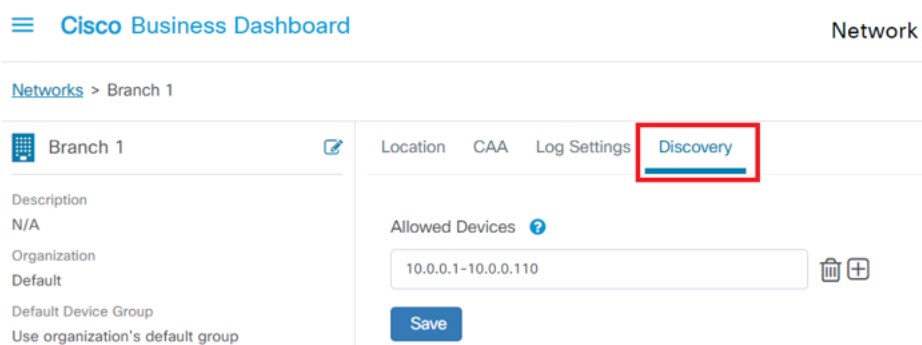 Cisco Business Dashboard
Network
Networks > Branch 1
Branch 1
Location CAA Log Settings Discovery
Description
N/A
Organization
Default
Default Device Group
Use organization's default group
Allowed Devices ?
10.0.0.1-10.0.0.110
Save